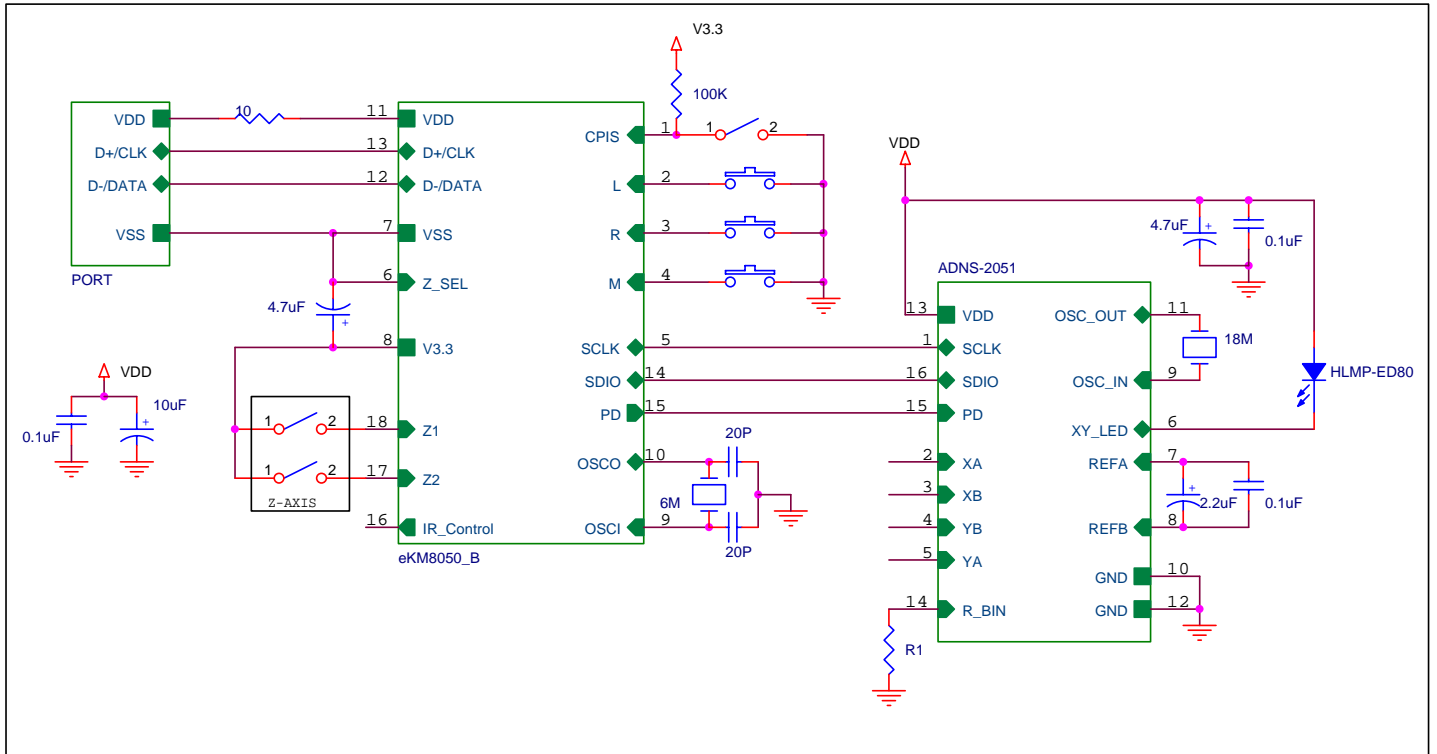 V3.3
100K
PORT
VDD
D+/CLK
D-/DATA
VSS
10
11
13
12
7
6
8
18
17
16
VDD
D+/CLK
D-/DATA
VSS
Z_SEL
V3.3
Z1
Z2
IR_Control
eKM8050_B
4.7uF
+
VDD
0.1uF
10uF
+
1 2
1 2
Z-AXIS
CPIS
L
R
M
SCLK
SDIO
PD
OSCO
OSCI
1
2
3
4
5
14
15
10
9
1 2
20P
6M
20P
VDD
4.7uF
+
0.1uF
ADNS-2051
13
1
16
15
2
3
4
5
14
VDD
SCLK
SDIO
PD
XA
XB
YB
YA
R_BIN
R1
OSC_OUT
OSC_IN
XY_LED
REFA
REFB
GND
GND
11
9
6
7
8
10
12
18M
HLMP-ED80
+
2.2uF
0.1uF